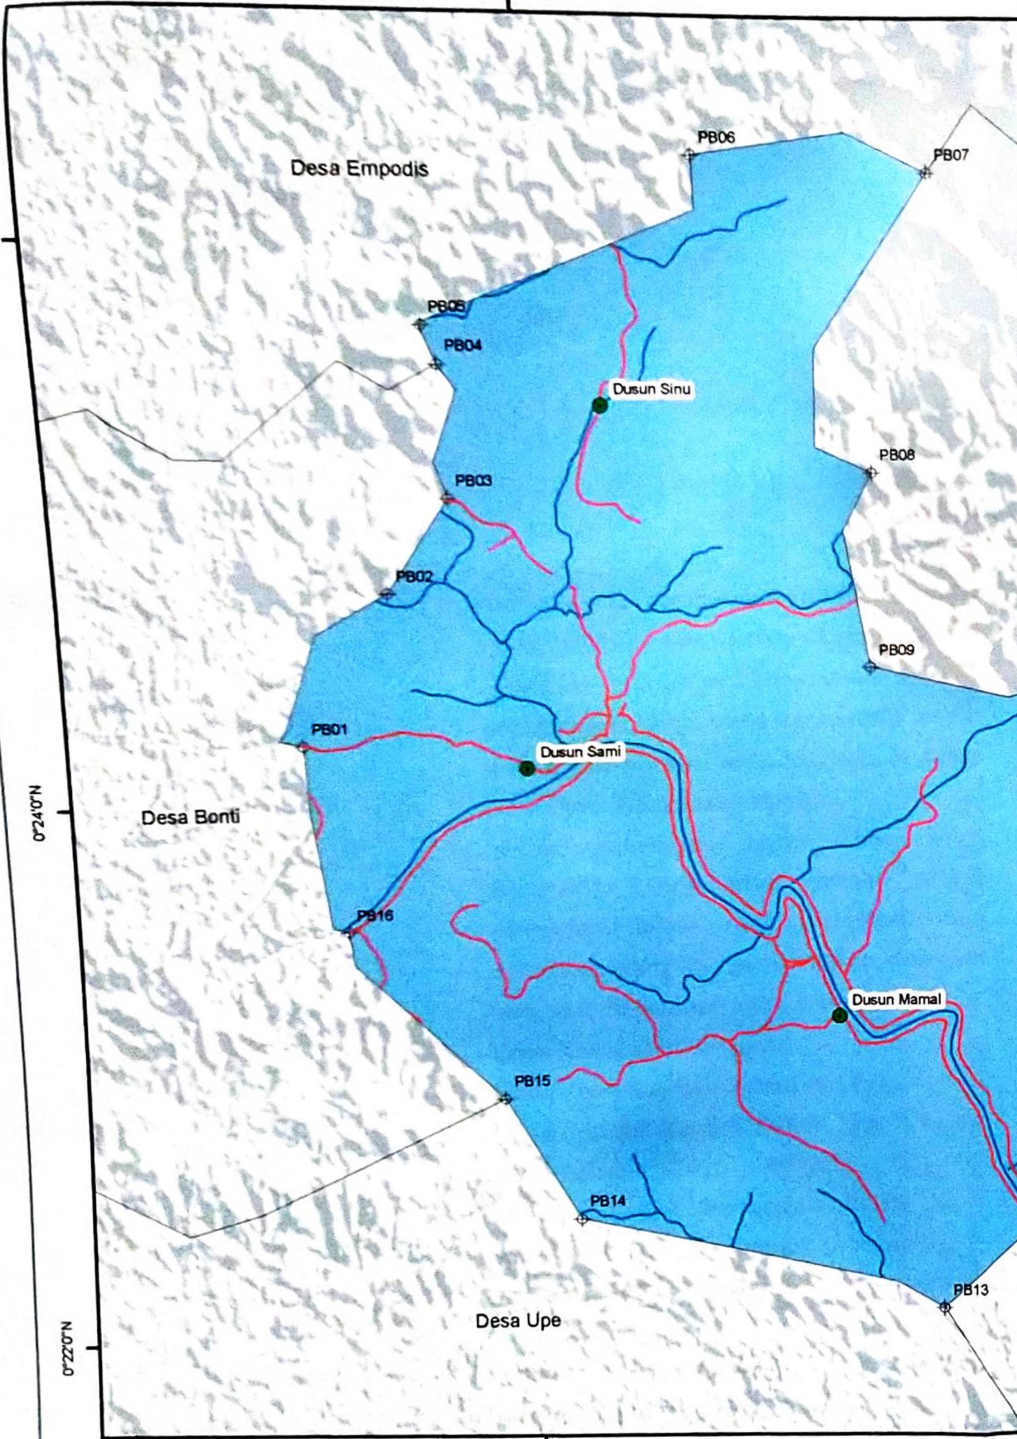 PB06
PB07
Desa Empodis
PB05
PB04
Dusun Sinu
PB08
PB03
PB02
PB09
PB01
Dusun Sami
Desa Bonti
0°24'0"N
PB16
Dusun Mamal
PB15
PB14
PB13
Desa Upe
0°22'0"N